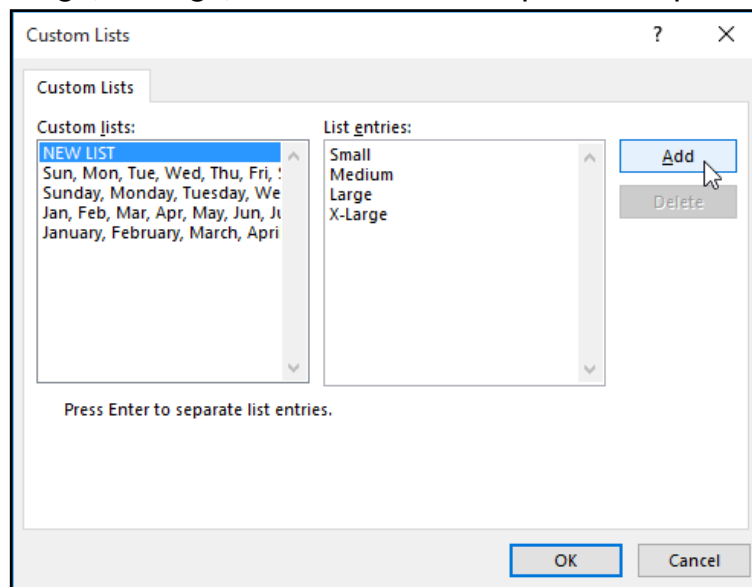 Custom Lists ? X
Custom Lists
Custom lists:
NEW LIST
Sun, Mon, Tue, Wed, Thu, Fri,
Sunday, Monday, Tuesday, We
Jan, Feb, Mar, Apr, May, Jun,
January, February, March, Apri
List entries:
Small
Medium
Large
X-Large
Add
Delete
Press Enter to separate list entries.
OK
Cancel